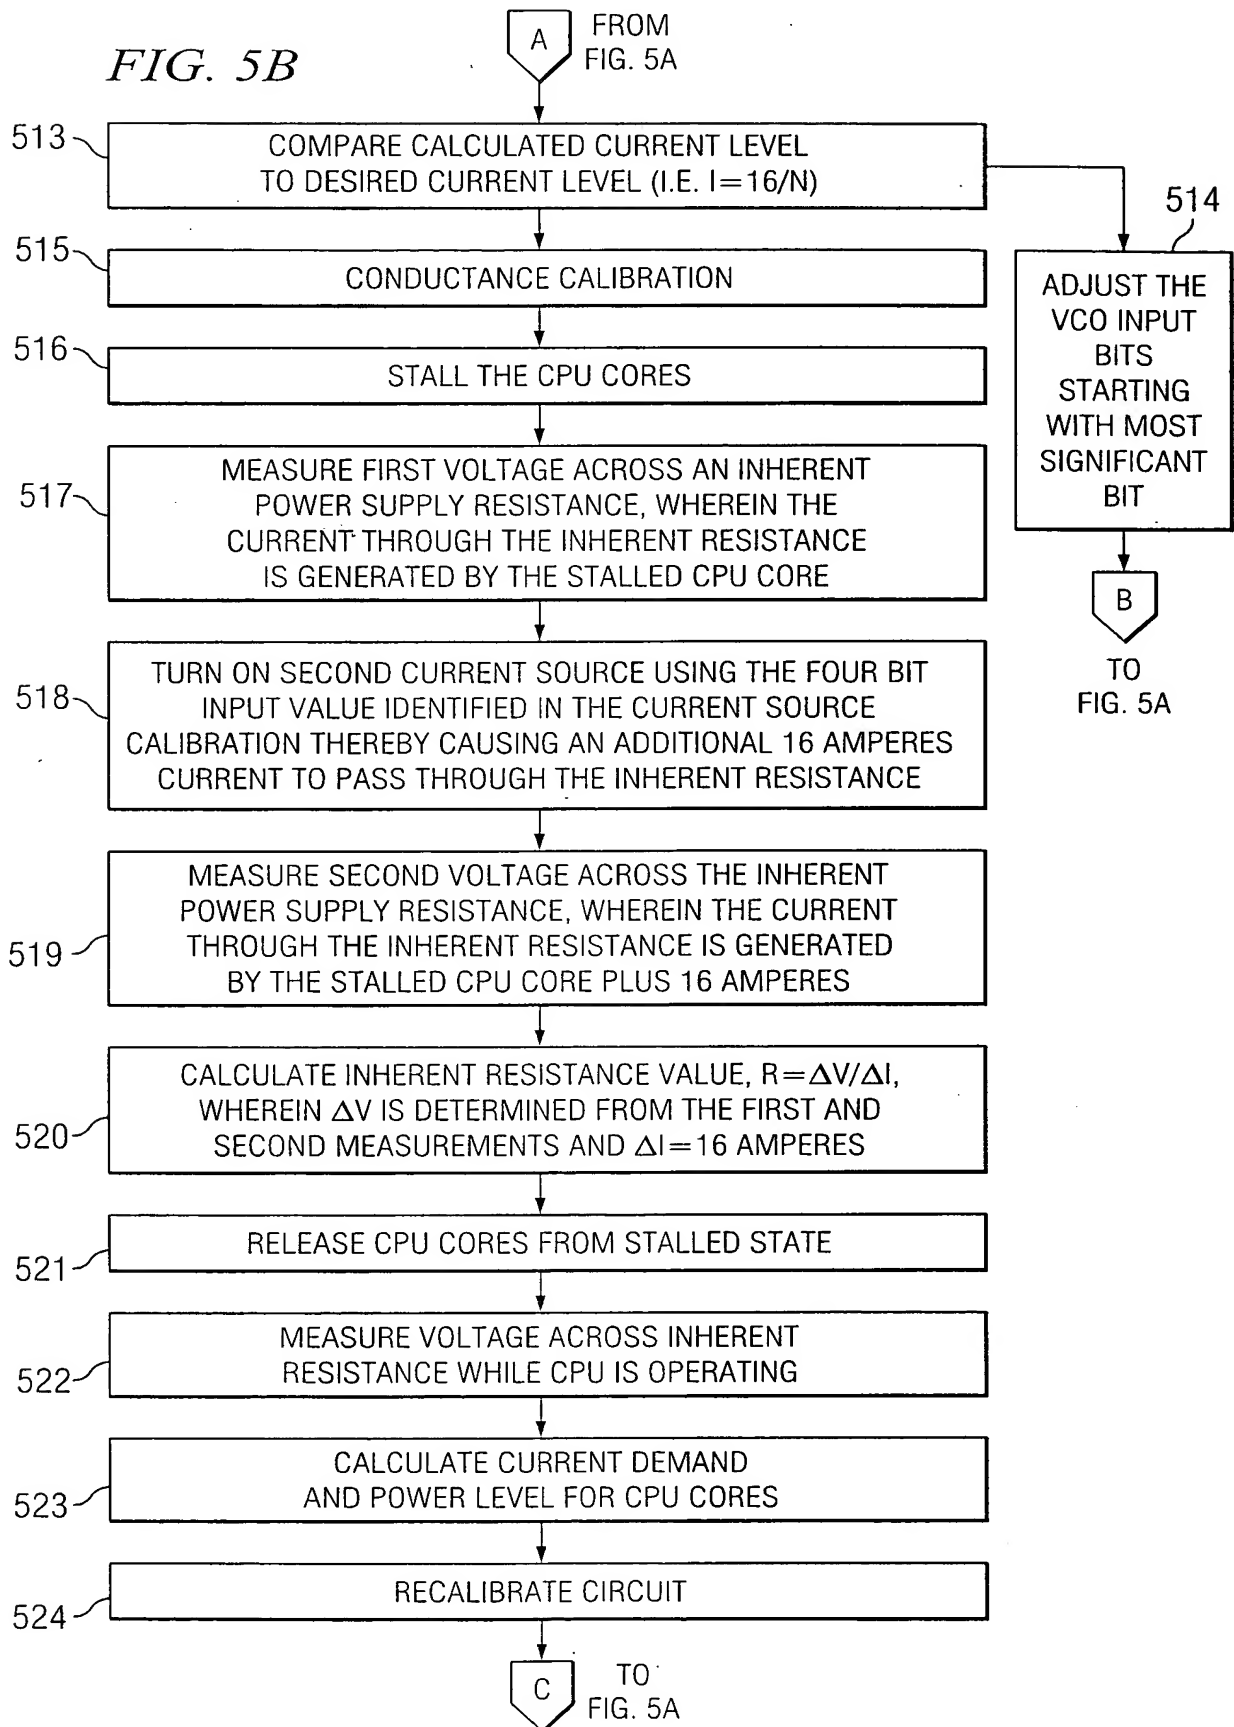 FIG. 5B
A
FROM
FIG. 5A
513
COMPARE CALCULATED CURRENT LEVEL
TO DESIRED CURRENT LEVEL (I.E. I=16/N)
514
ADJUST THE
VCO INPUT
BITS
STARTING
WITH MOST
SIGNIFICANT
BIT
B
TO
FIG. 5A
515
CONDUCTANCE CALIBRATION
516
STALL THE CPU CORES
517
MEASURE FIRST VOLTAGE ACROSS AN INHERENT
POWER SUPPLY RESISTANCE, WHEREIN THE
CURRENT THROUGH THE INHERENT RESISTANCE
IS GENERATED BY THE STALLED CPU CORE
518
TURN ON SECOND CURRENT SOURCE USING THE FOUR BIT
INPUT VALUE IDENTIFIED IN THE CURRENT SOURCE
CALIBRATION THEREBY CAUSING AN ADDITIONAL 16 AMPERES
CURRENT TO PASS THROUGH THE INHERENT RESISTANCE
519
MEASURE SECOND VOLTAGE ACROSS THE INHERENT
POWER SUPPLY RESISTANCE, WHEREIN THE CURRENT
THROUGH THE INHERENT RESISTANCE IS GENERATED
BY THE STALLED CPU CORE PLUS 16 AMPERES
520
CALCULATE INHERENT RESISTANCE VALUE, R=ΔV/ΔI,
WHEREIN ΔV IS DETERMINED FROM THE FIRST AND
SECOND MEASUREMENTS AND ΔI=16 AMPERES
521
RELEASE CPU CORES FROM STALLED STATE
522
MEASURE VOLTAGE ACROSS INHERENT
RESISTANCE WHILE CPU IS OPERATING
523
CALCULATE CURRENT DEMAND
AND POWER LEVEL FOR CPU CORES
524
RECALIBRATE CIRCUIT
C
TO
FIG. 5A